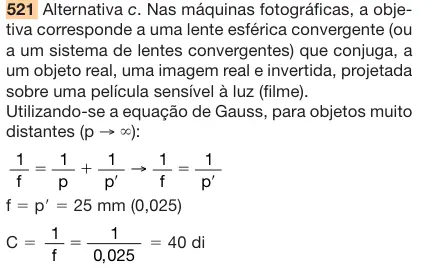 521 Alternativa c. Nas máquinas fotográficas, a obje-
tiva corresponde a uma lente esférica convergente (ou
a um sistema de lentes convergentes) que conjuga, a
um objeto real, uma imagem real e invertida, projetada
sobre uma película sensível à luz (filme).
Utilizando-se a equação de Gauss, para objetos muito
distantes (p → ∞):
1/f = 1/p + 1/p′ → 1/f = 1/p′
f = p′ = 25 mm (0,025)
C = 1/f = 1/0,025 = 40 di